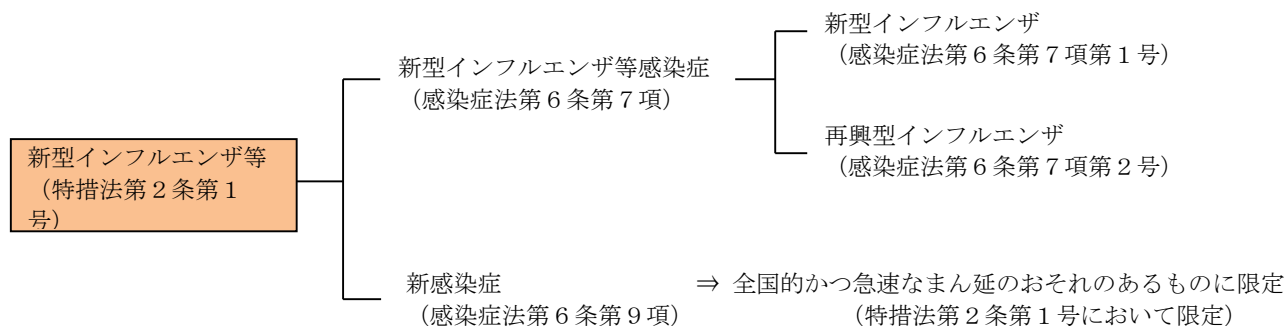 新型インフルエンザ等
（特措法第２条第１
号）
新型インフルエンザ等感染症
（感染症法第６条第７項）
新型インフルエンザ
（感染症法第６条第７項第１号）
再興型インフルエンザ
（感染症法第６条第７項第２号）
新感染症
（感染症法第６条第９項）
⇒ 全国的かつ急速なまん延のおそれのあるものに限定
（特措法第２条第１号において限定）